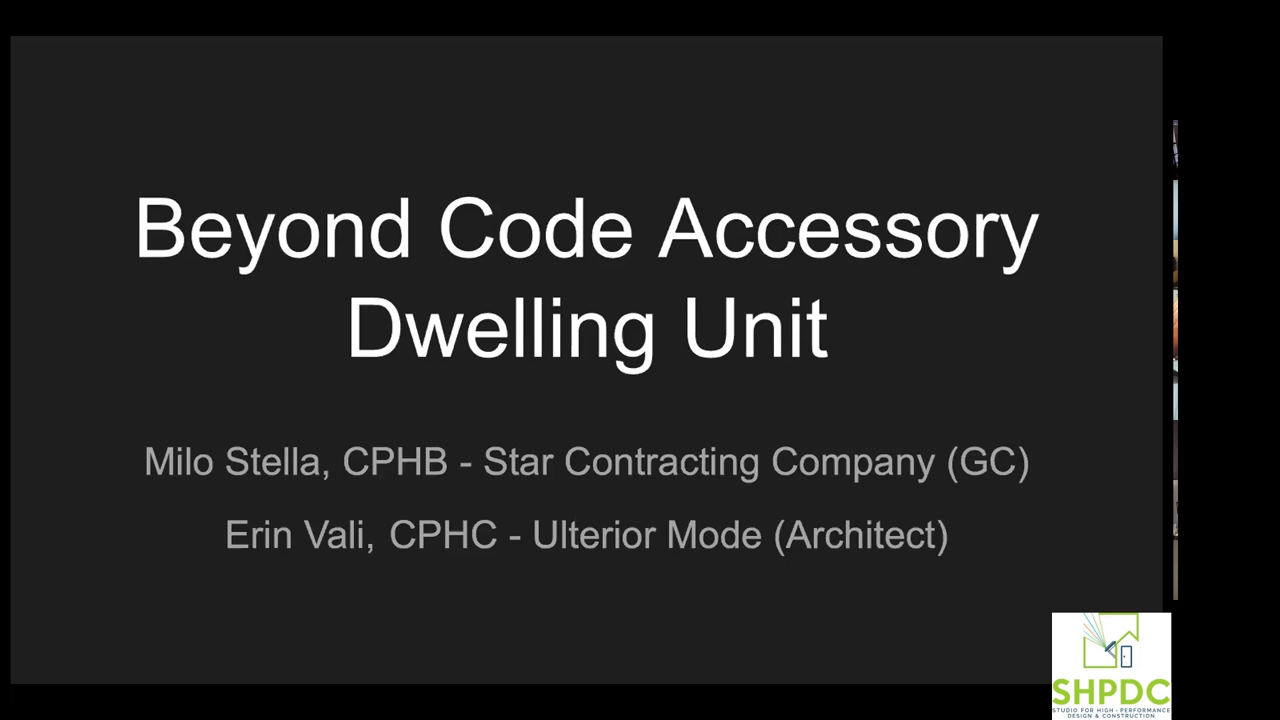 Beyond Code Accessory
Dwelling Unit
Milo Stella, CPHB - Star Contracting Company (GC)
Erin Vali, CPHC - Ulterior Mode (Architect)
SHPDC
STUDIO FOR HIGH - PERFORMANCE
DESIGN & CONSTRUCTION